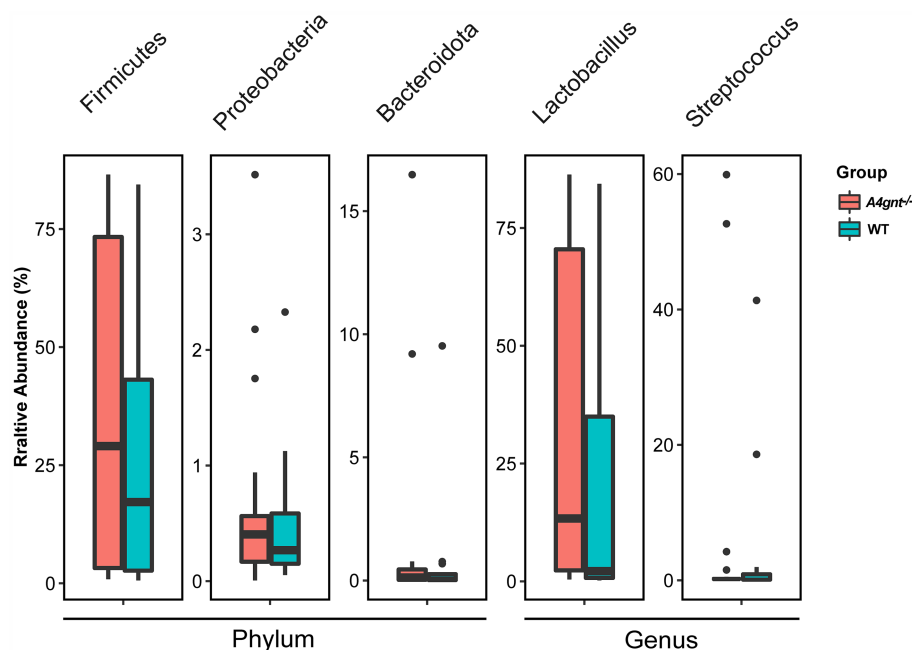 Firmicutes
Proteobacteria
Bacteroidota
Lactobacillus
Streptococcus
Rraltive Abundance (%)
75
50
25
0
3
2
1
0
15
10
5
0
75
50
25
0
60
40
20
0
Group
A4gnt-/-
WT
Phylum
Genus